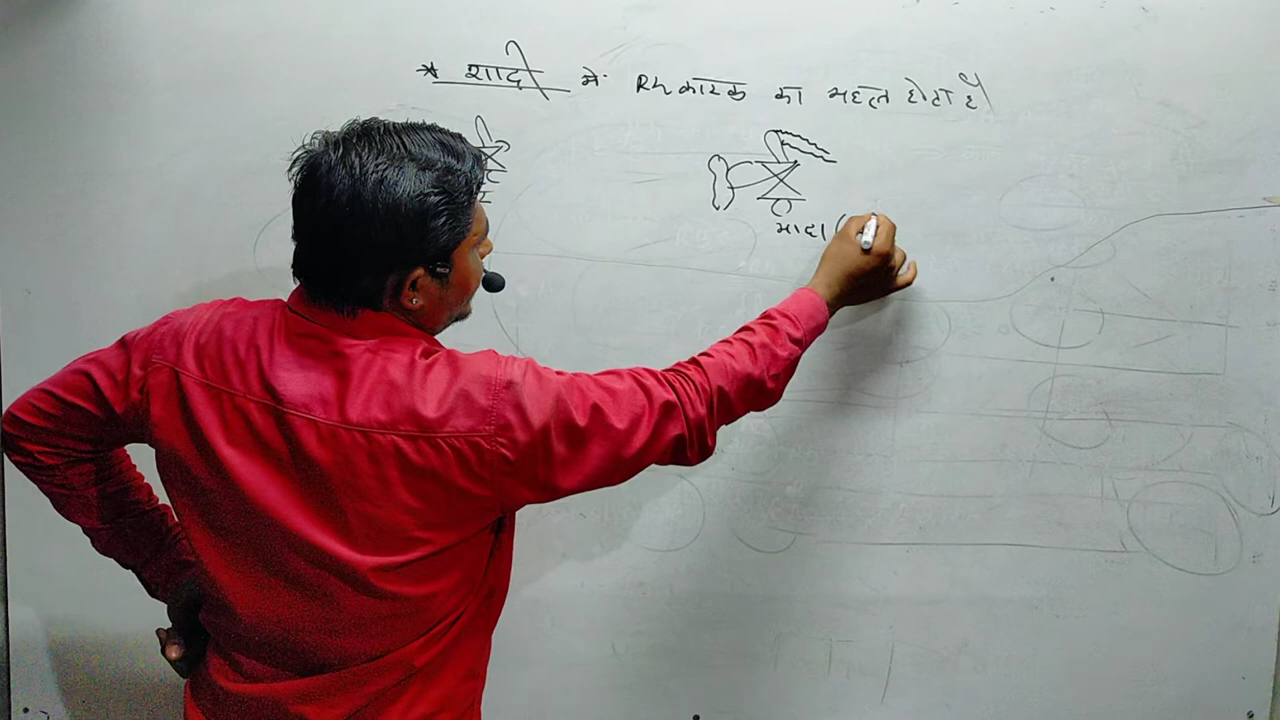 * शादी में Rh कारक का महत्व होता है
मादा (